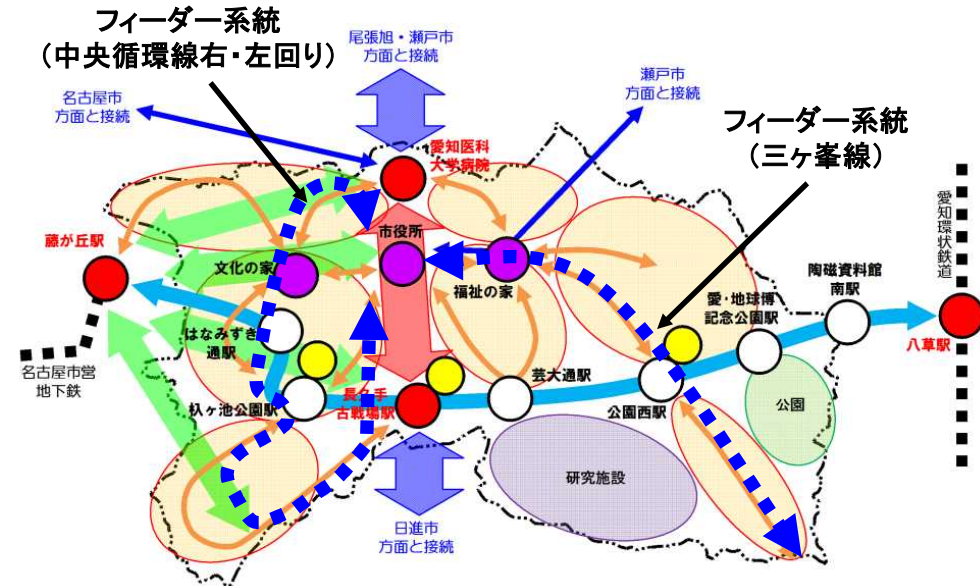 フィーダー系統
（中央循環線右・左回り）
尾張旭・瀬戸市
方面と接続
瀬戸市
方面と接続
名古屋市
方面と接続
フィーダー系統
（三ヶ峯線）
愛知医科
大学病院
愛知環状鉄道
藤が丘駅
市役所
文化の家
福祉の家
陶磁資料館
南駅
愛・地球博
記念公園駅
はなみずき
通駅
八草駅
名古屋市営
地下鉄
杁ヶ池公園駅
長久手
古戦場駅
芸大通駅
公園西駅
公園
研究施設
日進市
方面と接続